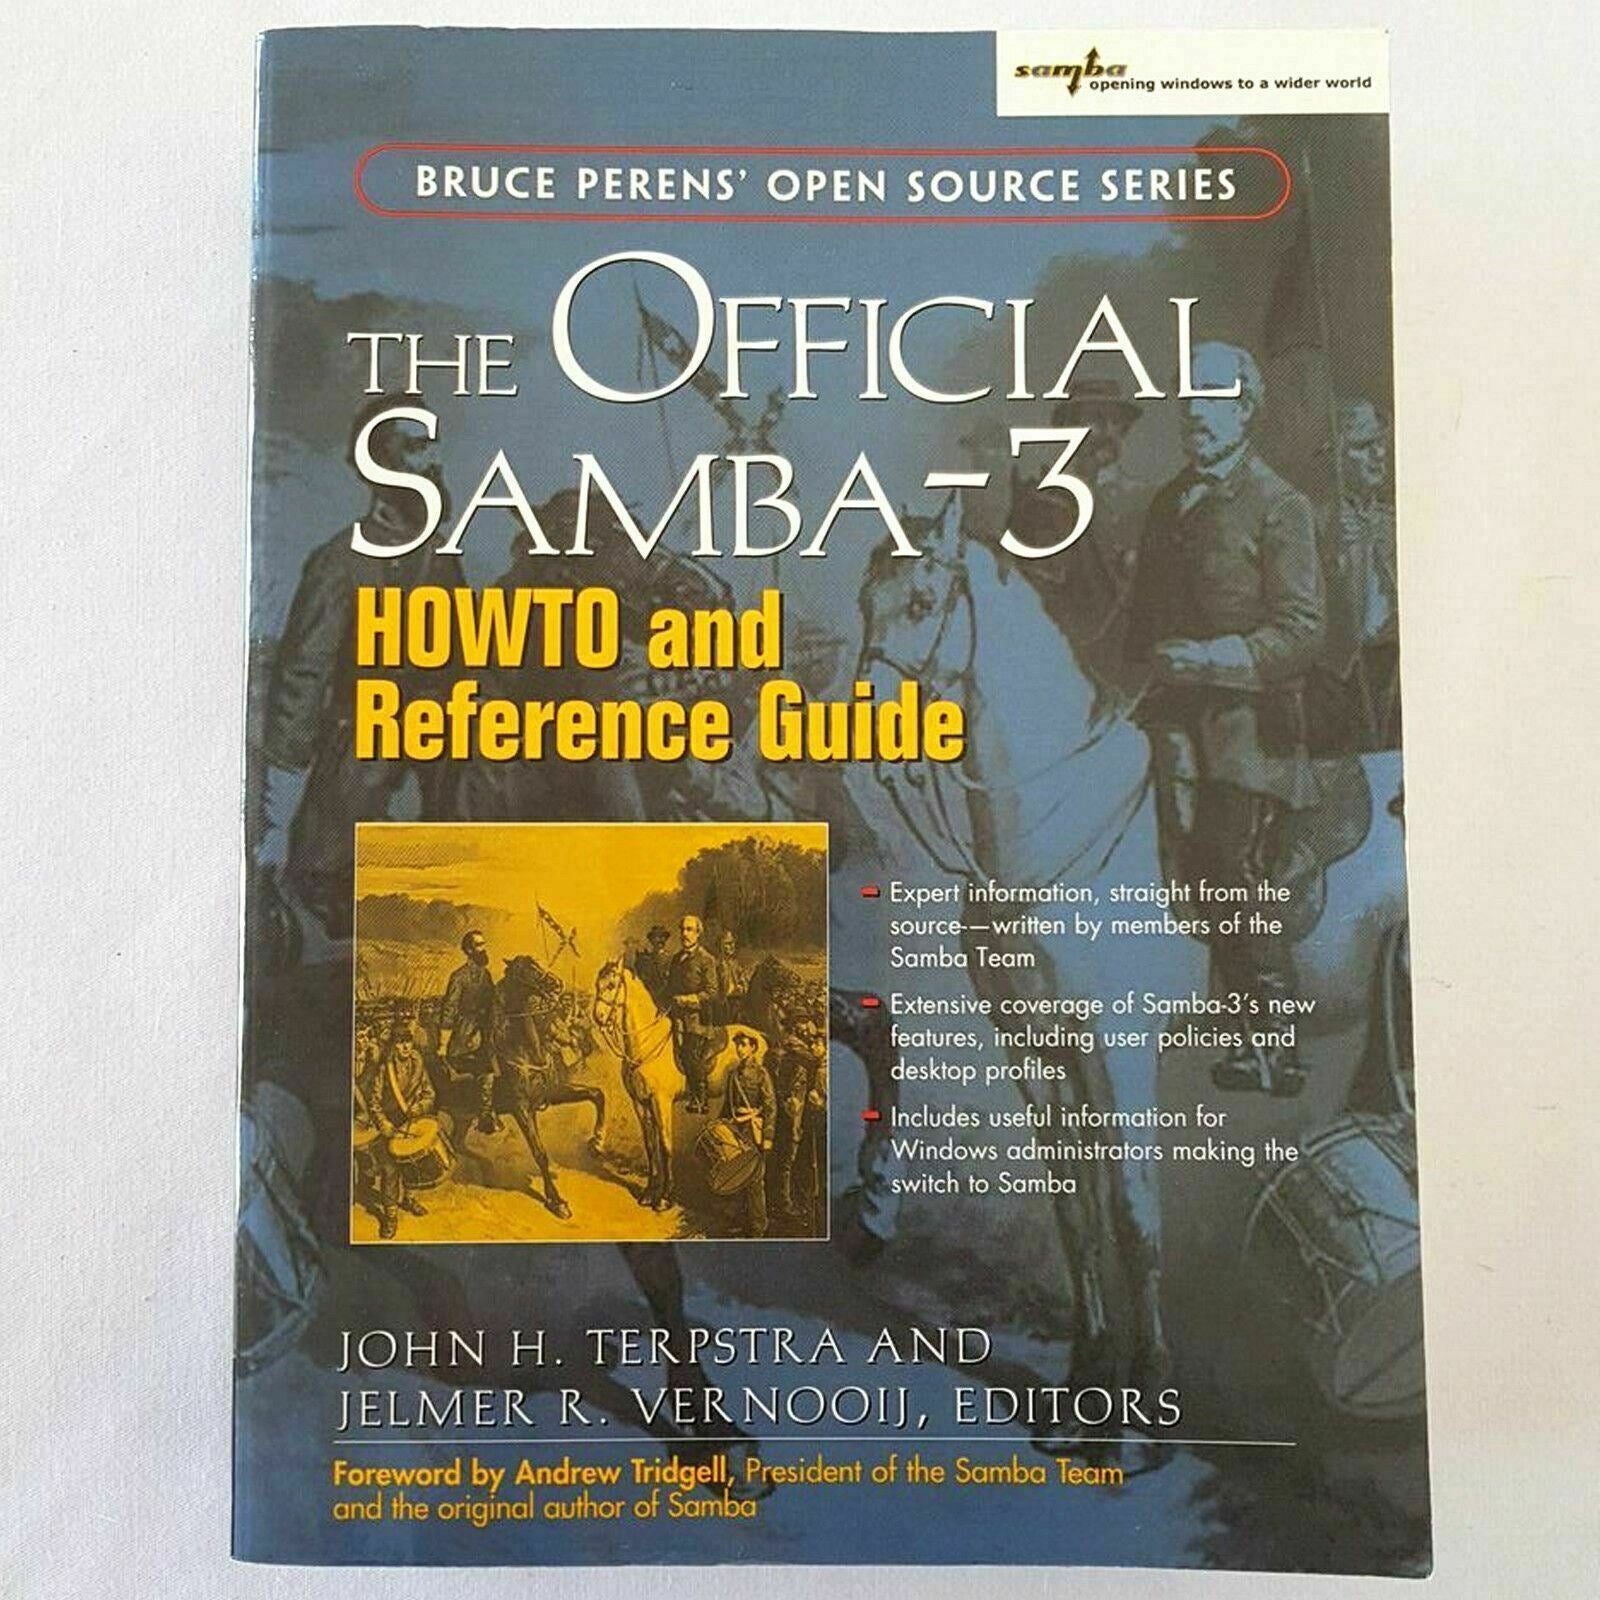 samba
opening windows to a wider world
BRUCE PERENS' OPEN SOURCE SERIES
THE OFFICIAL
SAMBA-3
HOWTO and
Reference Guide
- Expert information, straight from the
source-—written by members of the
Samba Team
- Extensive coverage of Samba-3's new
features, including user policies and
desktop profiles
- Includes useful information for
Windows administrators making the
switch to Samba
JOHN H. TERPSTRA AND
JELMER R. VERNOOIJ, EDITORS
Foreword by Andrew Tridgell, President of the Samba Team
and the original author of Samba